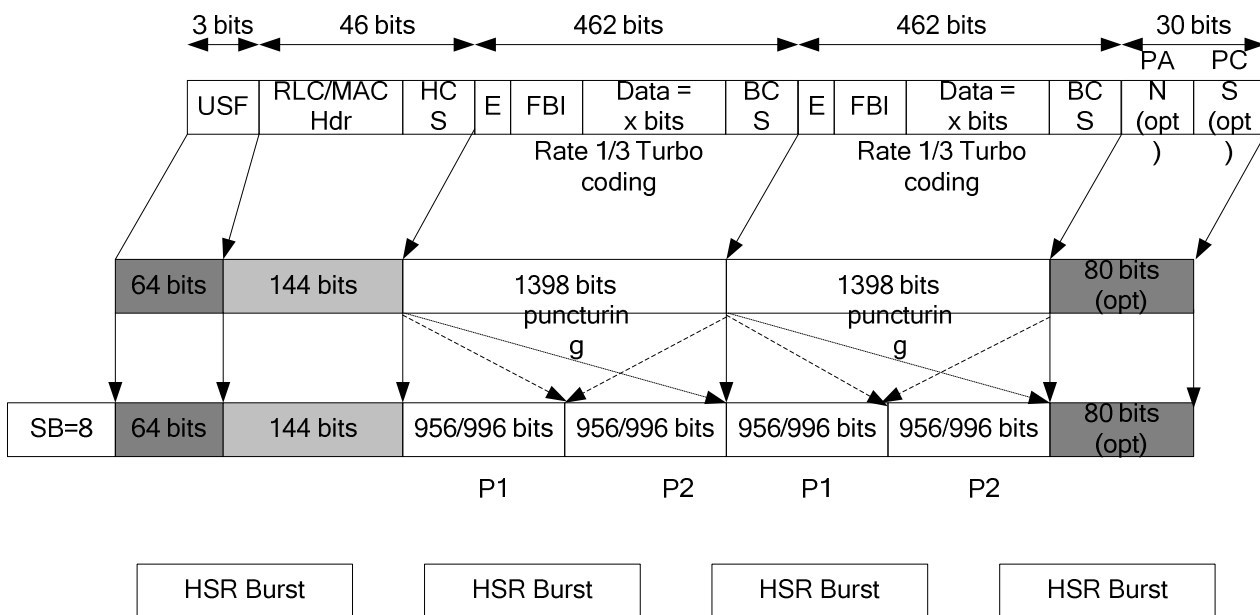 3 bits 46 bits 462 bits 462 bits 30 bits
USF RLC/MAC Hdr HC S E FBI Data = x bits BC S E FBI Data = x bits BC S PA N (opt ) PC S (opt )
Rate 1/3 Turbo coding Rate 1/3 Turbo coding
64 bits 144 bits 1398 bits 1398 bits 80 bits (opt)
puncturin g puncturin g
SB=8 64 bits 144 bits 956/996 bits 956/996 bits 956/996 bits 956/996 bits 80 bits (opt)
P1 P2 P1 P2
HSR Burst HSR Burst HSR Burst HSR Burst